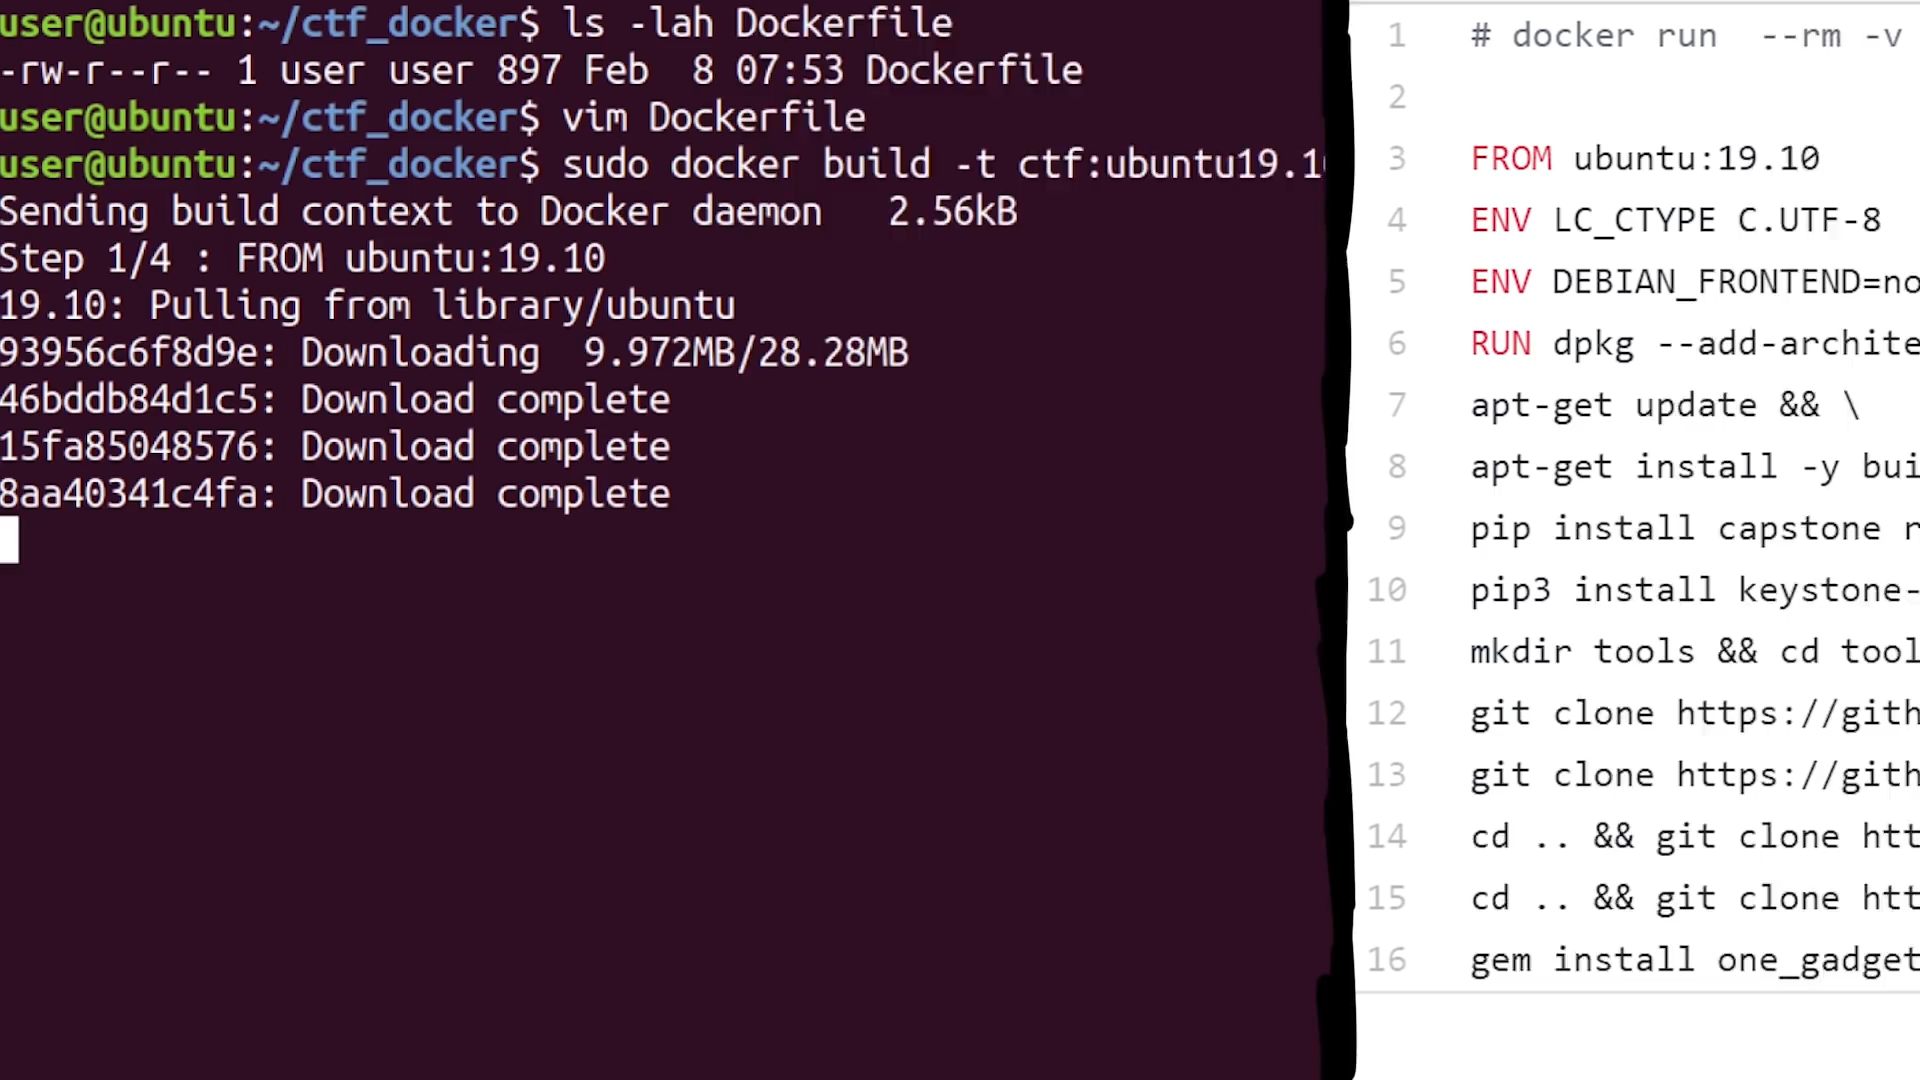 user@ubuntu:~/ctf_docker$ ls -lah Dockerfile
-rw-r--r-- 1 user user 897 Feb  8 07:53 Dockerfile
user@ubuntu:~/ctf_docker$ vim Dockerfile
user@ubuntu:~/ctf_docker$ sudo docker build -t ctf:ubuntu19.10
Sending build context to Docker daemon   2.56kB
Step 1/4 : FROM ubuntu:19.10
19.10: Pulling from library/ubuntu
93956c6f8d9e: Downloading  9.972MB/28.28MB
46bddb84d1c5: Download complete
15fa85048576: Download complete
8aa40341c4fa: Download complete
1 # docker run  --rm -v
2
3 FROM ubuntu:19.10
4 ENV LC_CTYPE C.UTF-8
5 ENV DEBIAN_FRONTEND=no
6 RUN dpkg --add-archite
7 apt-get update && \
8 apt-get install -y bui
9 pip install capstone r
10 pip3 install keystone-
11 mkdir tools && cd tool
12 git clone https://gith
13 git clone https://gith
14 cd .. && git clone htt
15 cd .. && git clone htt
16 gem install one_gadget